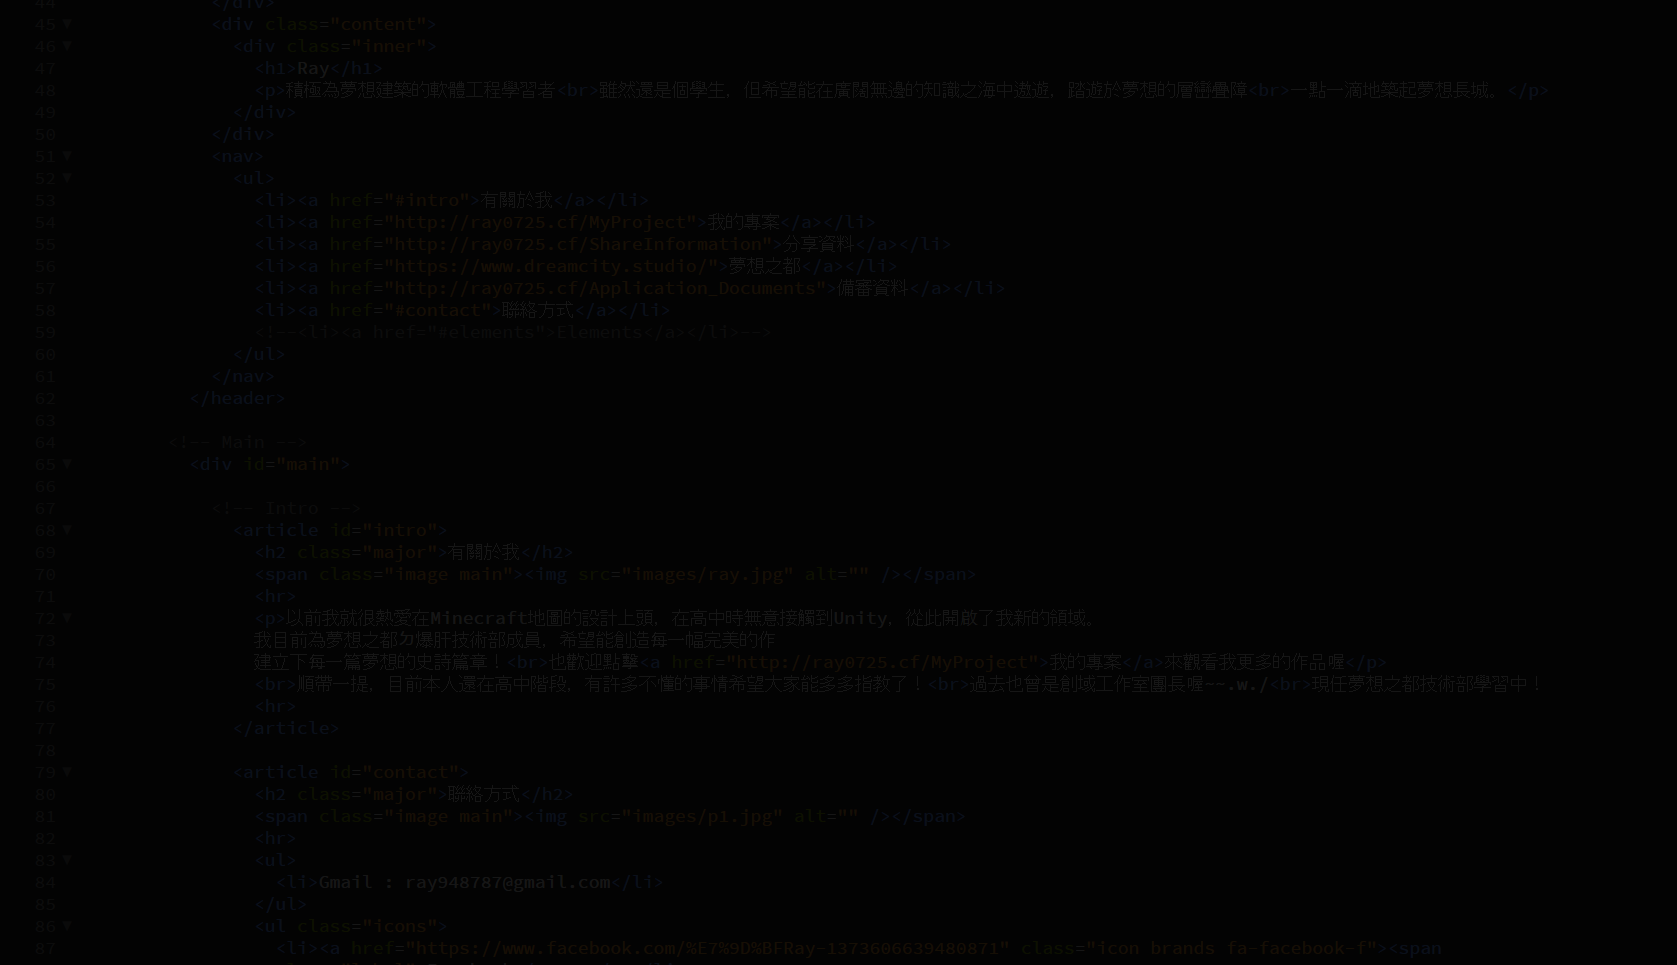 44 </div>
45 <div class="content">
46 <div class="inner">
47 <h1>Ray</h1>
48 <p>積極為夢想建築的軟體工程學習者<br>雖然還是個學生，但希望能在廣闊無邊的知識之海中遨遊，踏遊於夢想的層巒疊障<br>一點一滴地築起夢想長城。</p>
49 </div>
50 </div>
51 <nav>
52 <ul>
53 <li><a href="#intro">有關於我</a></li>
54 <li><a href="http://ray0725.cf/MyProject">我的專案</a></li>
55 <li><a href="http://ray0725.cf/ShareInformation">分享資料</a></li>
56 <li><a href="https://www.dreamcity.studio/">夢想之都</a></li>
57 <li><a href="http://ray0725.cf/Application_Documents">備審資料</a></li>
58 <li><a href="#contact">聯絡方式</a></li>
59 <!--<li><a href="#elements">Elements</a></li>-->
60 </ul>
61 </nav>
62 </header>
63
64 <!-- Main -->
65 <div id="main">
66
67 <!-- Intro -->
68 <article id="intro">
69 <h2 class="major">有關於我</h2>
70 <span class="image main"><img src="images/ray.jpg" alt="" /></span>
71 <hr>
72 <p>以前我就很熱愛在Minecraft地圖的設計上頭，在高中時無意接觸到Unity，從此開啟了我新的領域。
73 我目前為夢想之都ㄉ爆肝技術部成員，希望能創造每一幅完美的作
74 建立下每一篇夢想的史詩篇章！<br>也歡迎點擊<a href="http://ray0725.cf/MyProject">我的專案</a>來觀看我更多的作品喔</p>
75 <br>順帶一提，目前本人還在高中階段，有許多不懂的事情希望大家能多多指教了！<br>過去也曾是創域工作室團長喔~~.w./<br>現任夢想之都技術部學習中！
76 <hr>
77 </article>
78
79 <article id="contact">
80 <h2 class="major">聯絡方式</h2>
81 <span class="image main"><img src="images/p1.jpg" alt="" /></span>
82 <hr>
83 <ul>
84 <li>Gmail : ray948787@gmail.com</li>
85 </ul>
86 <ul class="icons">
87 <li><a href="https://www.facebook.com/%E7%9D%BFRay-1373606639480871" class="icon brands fa-facebook-f"><span